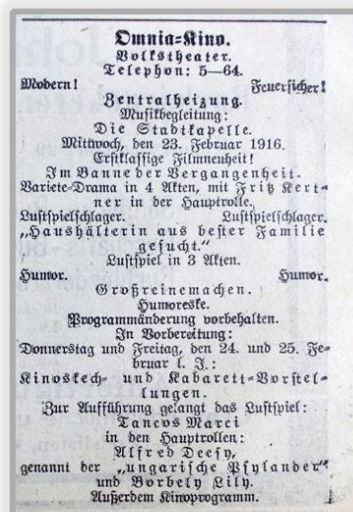 Omnia-Kino.
Volkstheater.
Telephon: 5—64.
Modern! Feuersicher!
Zentralheizung.
Musikbegleitung:
Die Stadtkapelle.
Mittwoch, den 23. Februar 1916.
Erstklassige Filmneuheit!
Im Banne der Vergangenheit.
Variete-Drama in 4 Akten, mit Fritz Kert-
ner in der Hauptrolle.
Lustspielschlager. Lustspielschlager.
„Haushälterin aus bester Familie
gesucht.“
Lustspiel in 3 Akten.
Humor. Humor.
Großreinemachen.
Humoreske.
Programmänderung vorbehalten.
In Vorbereitung:
Donnerstag und Freitag, den 24. und 25. Fe-
bruar l. J.:
Kinoskech- und Kabarett-Vorstel-
lungen.
Zur Aufführung gelangt das Lustspiel:
Tancos Marci
in den Hauptrollen:
Alfred Deesy,
genannt der „ungarische Psylander“
und Borbely Lily.
Außerdem Kinoprogramm.